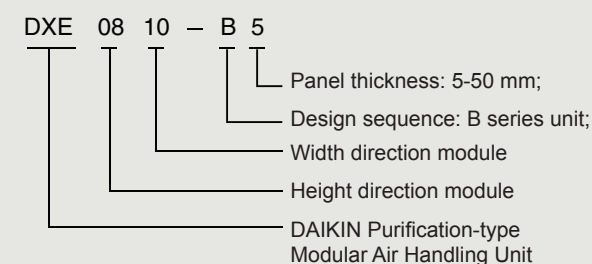 DXE 08 10 – B 5
Panel thickness: 5-50 mm;
Design sequence: B series unit;
Width direction module
Height direction module
DAIKIN Purification-type
Modular Air Handling Unit